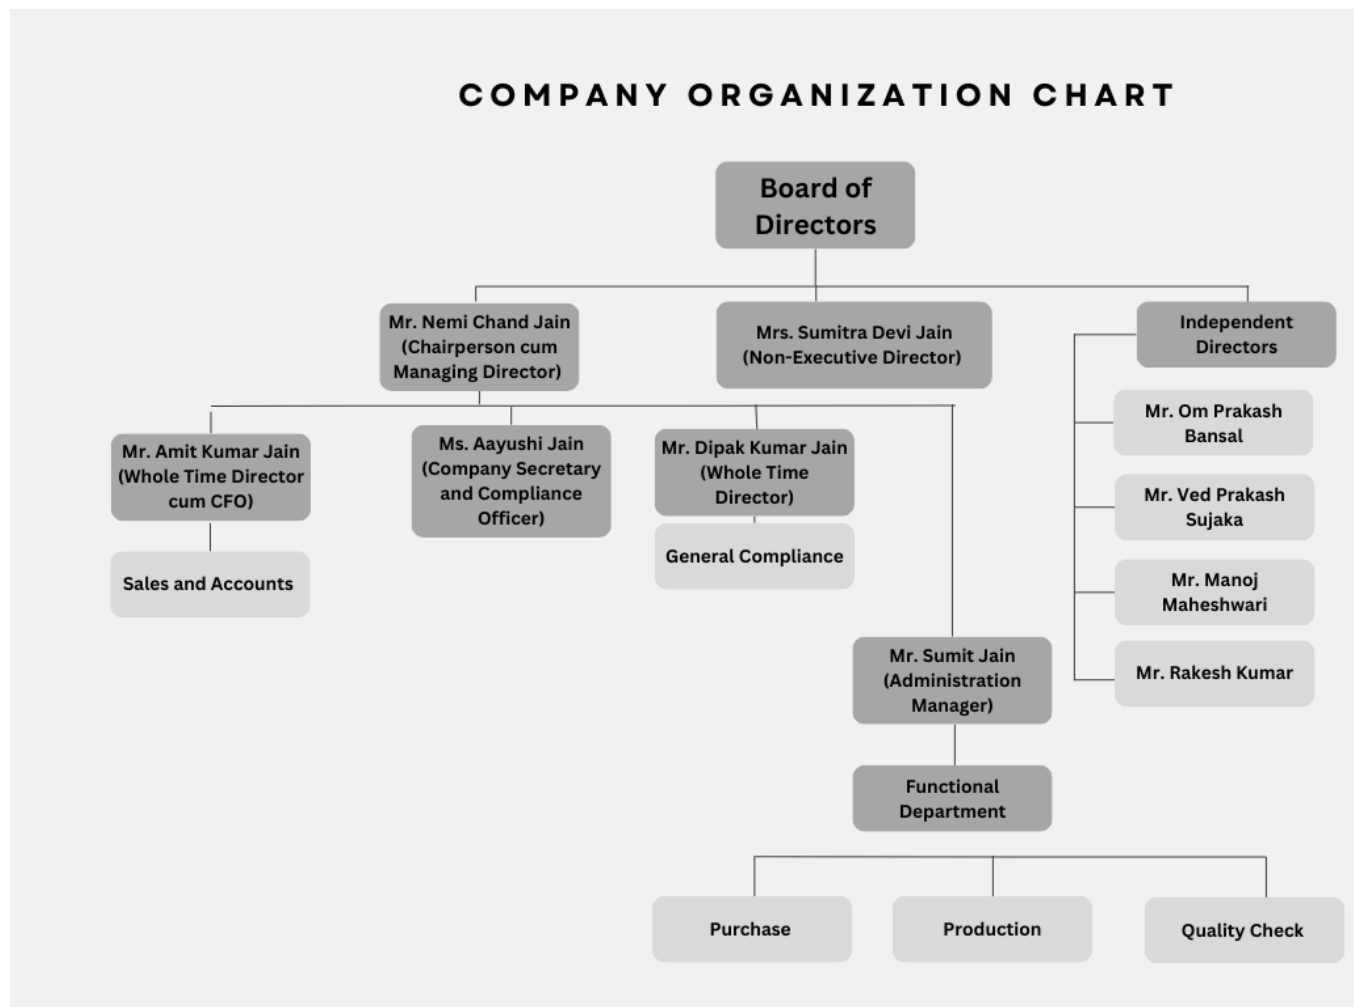 COMPANY ORGANIZATION CHART
Board of
Directors
Mr. Nemi Chand Jain
(Chairperson cum
Managing Director)
Mrs. Sumitra Devi Jain
(Non-Executive Director)
Independent
Directors
Mr. Om Prakash
Bansal
Mr. Ved Prakash
Sujaka
Mr. Manoj
Maheshwari
Mr. Rakesh Kumar
Mr. Amit Kumar Jain
(Whole Time Director
cum CFO)
Sales and Accounts
Ms. Aayushi Jain
(Company Secretary
and Compliance
Officer)
Mr. Dipak Kumar Jain
(Whole Time
Director)
General Compliance
Mr. Sumit Jain
(Administration
Manager)
Functional
Department
Purchase
Production
Quality Check